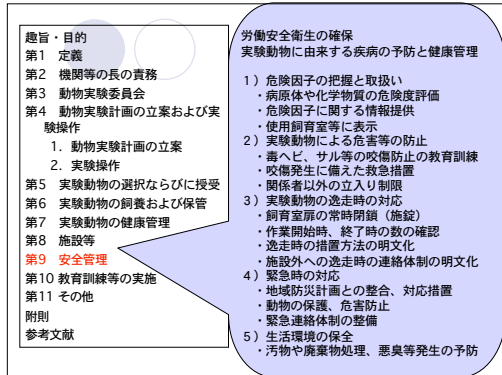 趣旨・目的
第1 定義
第2 機関等の長の責務
第3 動物実験委員会
第4 動物実験計画の立案および実
験操作
1. 動物実験計画の立案
2. 実験操作
第5 実験動物の選択ならびに授受
第6 実験動物の飼養および保管
第7 実験動物の健康管理
第8 施設等
第9 安全管理
第10 教育訓練等の実施
第11 その他
附則
参考文献
労働安全衛生の確保
実験動物に由来する疾病の予防と健康管理
1)危険因子の把握と取扱い
・病原体や化学物質の危険度評価
・危険因子に関する情報提供
・使用飼育室等に表示
2)実験動物による危害等の防止
・毒ヘビ、サル等の咬傷防止の教育訓練
・咬傷発生に備えた救急措置
・関係者以外の立入り制限
3)実験動物の逸走時の対応
・飼育室扉の常時閉鎖(施錠)
・作業開始時、終了時の数の確認
・逸走時の措置方法の明文化
・施設外への逸走時の連絡体制の明文化
4)緊急時の対応
・地域防災計画との整合、対応措置
・動物の保護、危害防止
・緊急連絡体制の整備
5)生活環境の保全
・汚物や廃棄物処理、悪臭等発生の予防